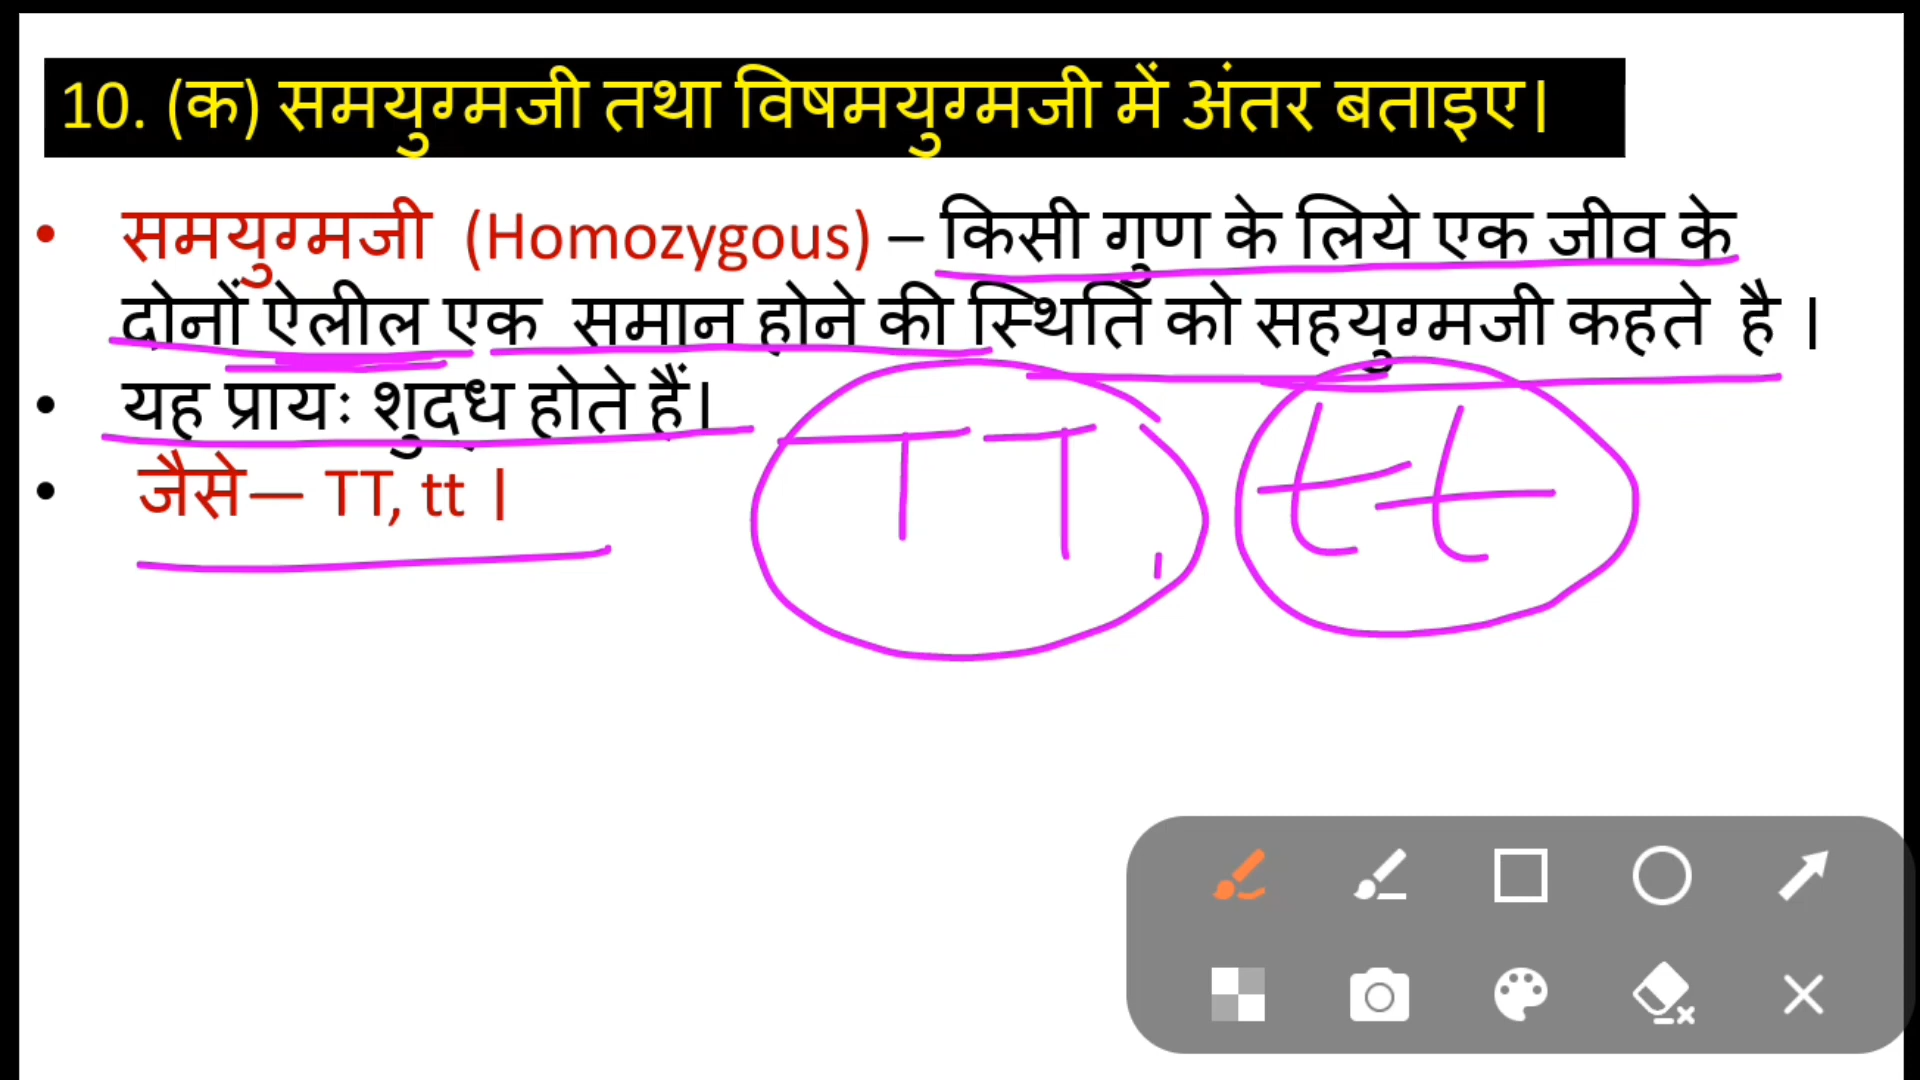 10. (क) समयुग्मजी तथा विषमयुग्मजी में अंतर बताइए।
• समयुग्मजी (Homozygous) – किसी गुण के लिये एक जीव के
दोनों ऐलील एक समान होने की स्थिति को सहयुग्मजी कहते है ।
• यह प्रायः शुद्ध होते हैं।
• जैसे— TT, tt ।
TT, tt